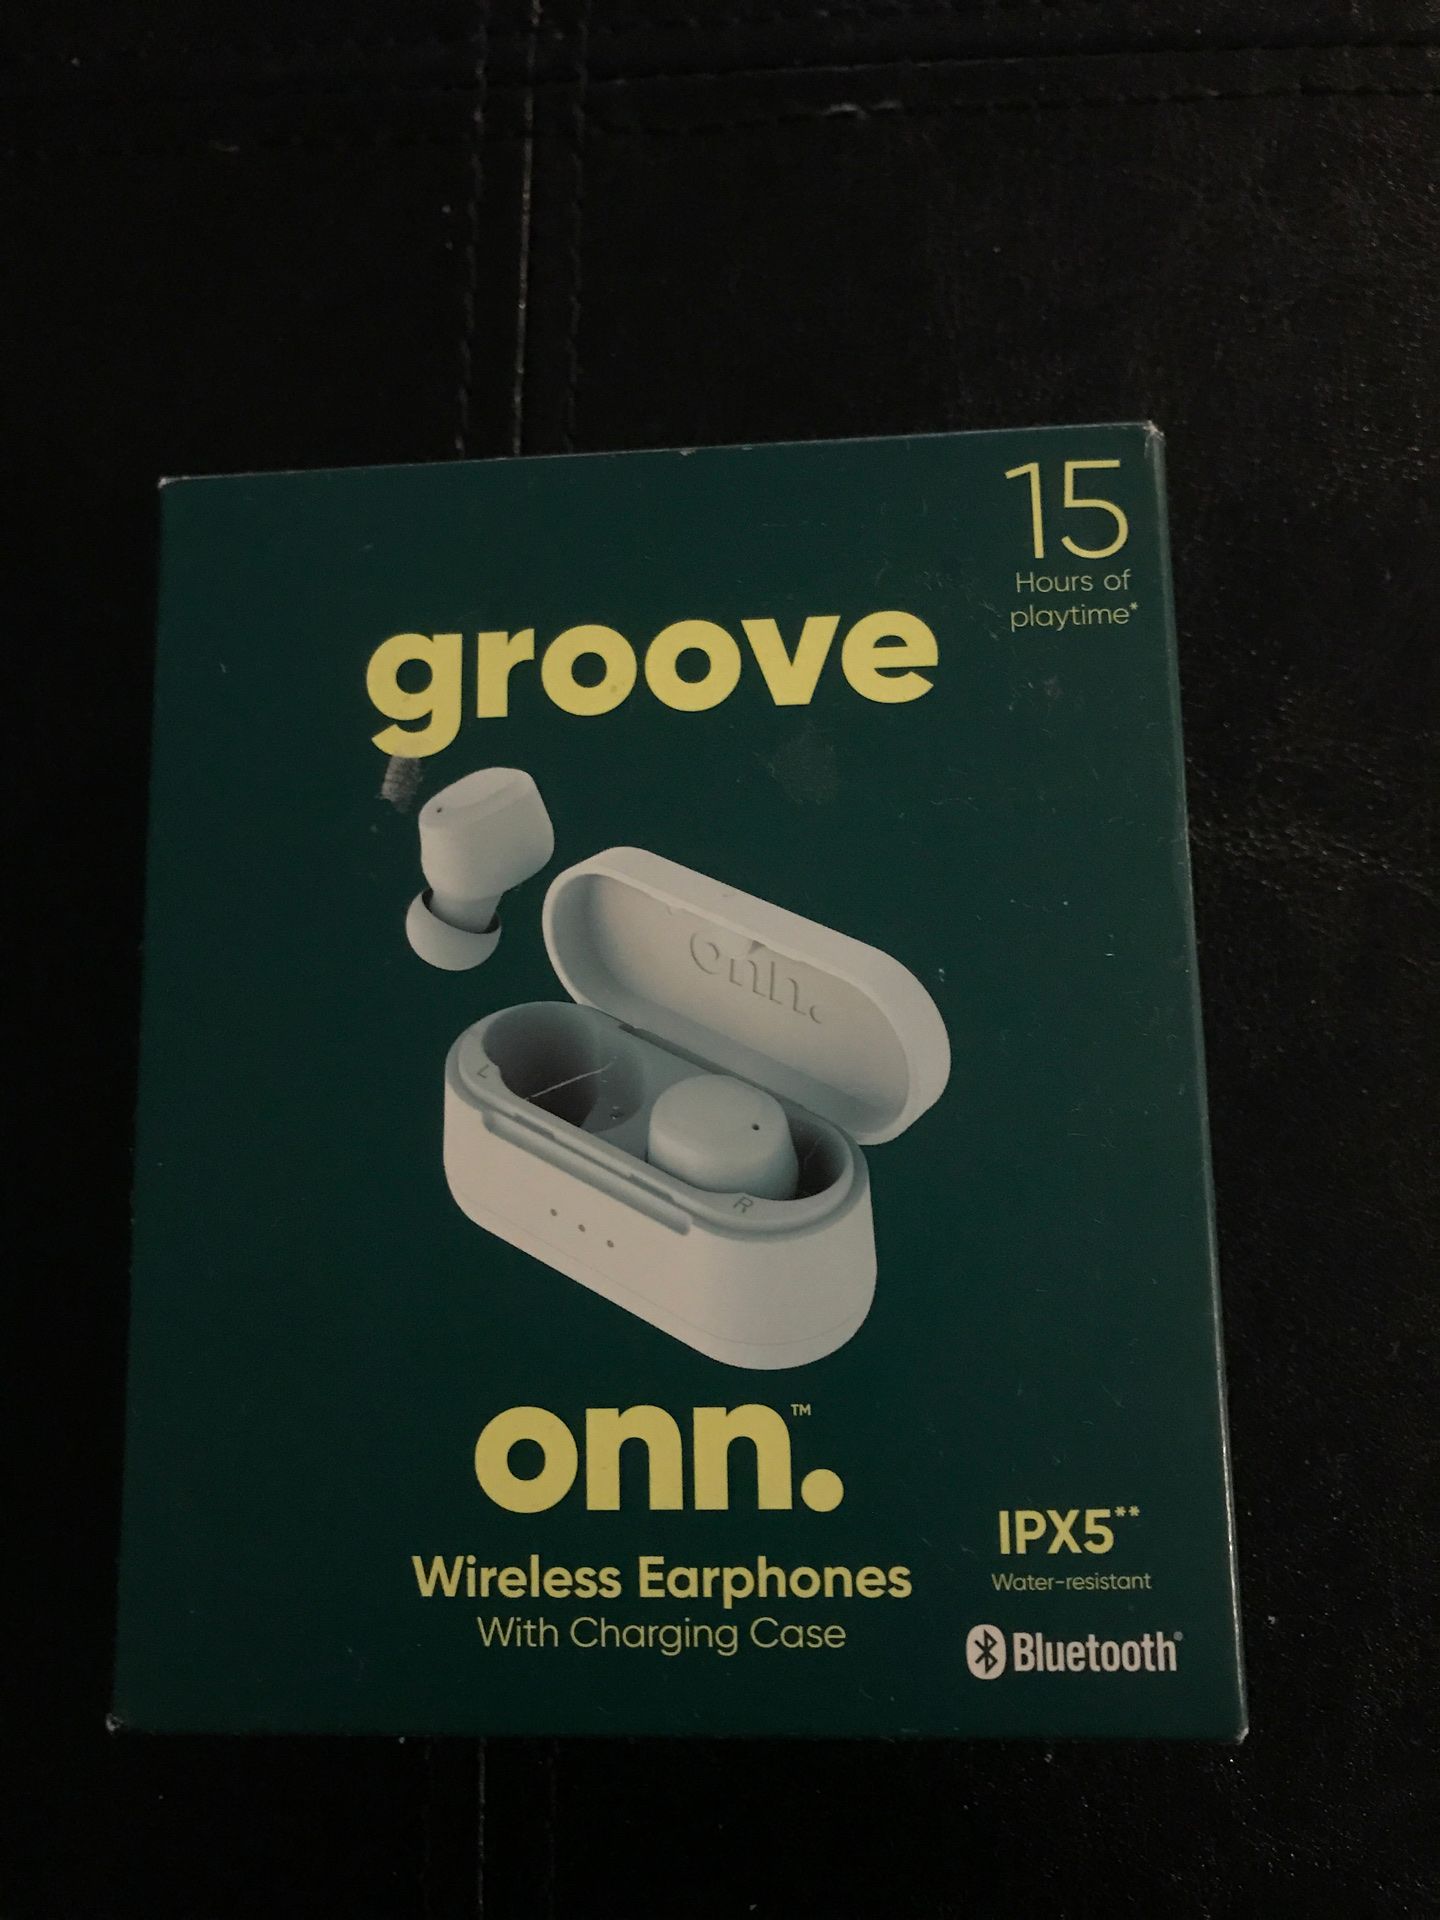 15
Hours of
playtime*
groove
onn.
L
R
onn.™
Wireless Earphones
With Charging Case
IPX5**
Water-resistant
Bluetooth®